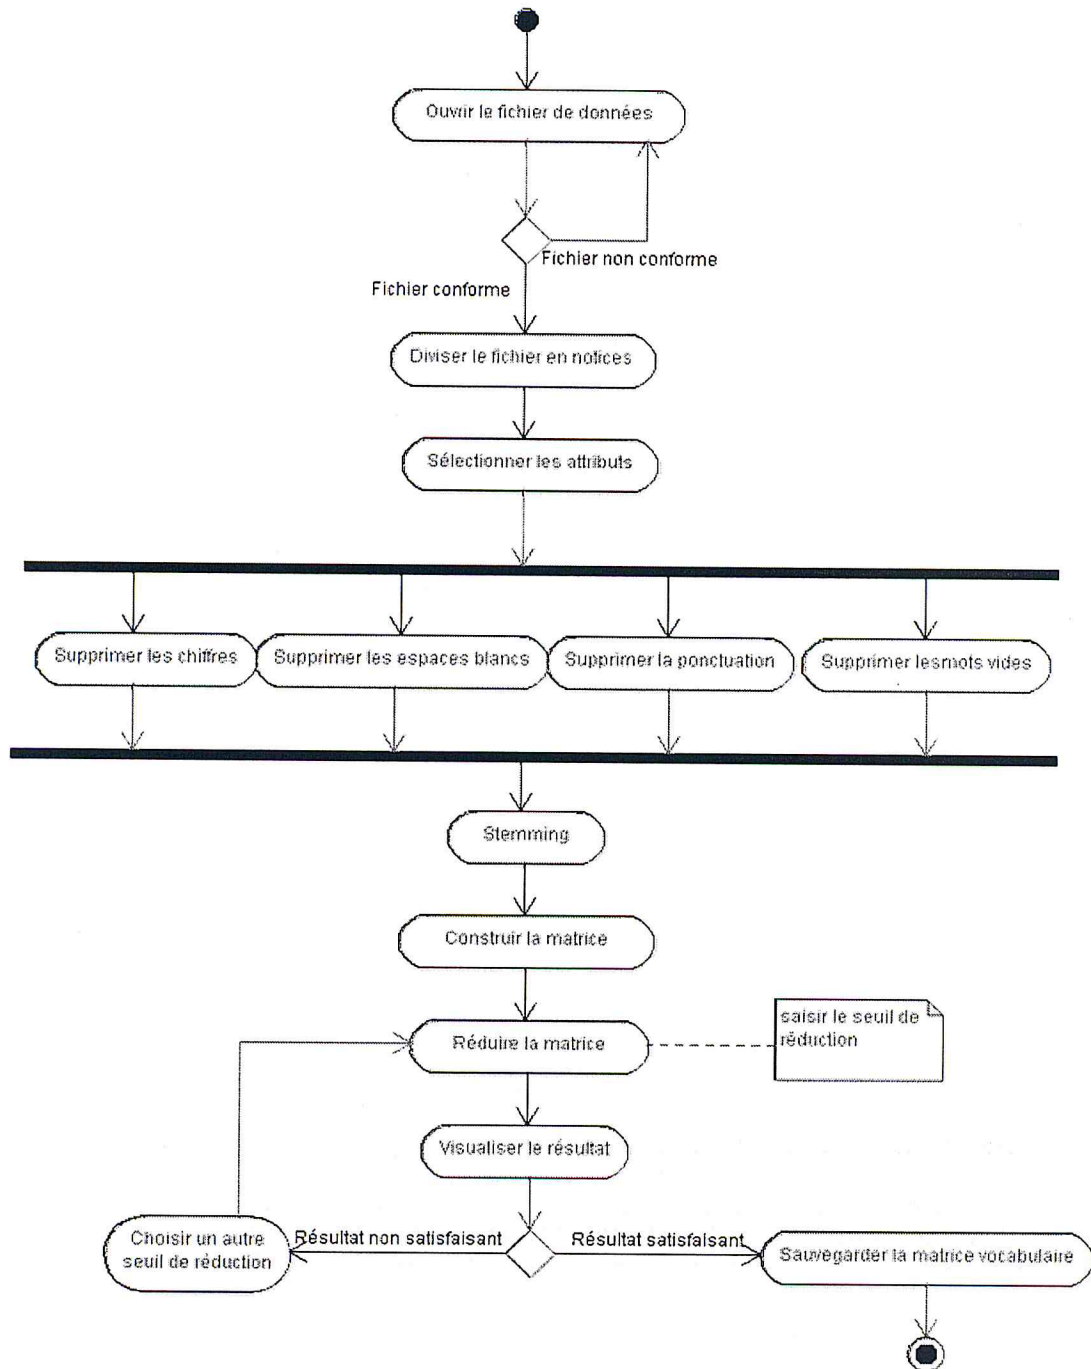 Ouvrir le fichier de données
Fichier non conforme
Fichier conforme
Diviser le fichier en notices
Sélectionner les attributs
Supprimer les chiffres
Supprimer les espaces blancs
Supprimer la ponctuation
Supprimer lesmots vides
Stemming
Construire la matrice
Réduire la matrice
saisir le seuil de
réduction
Visualiser le résultat
Résultat non satisfaisant
Résultat satisfaisant
Choisir un autre
seuil de réduction
Sauvegarder la matrice vocabulaire